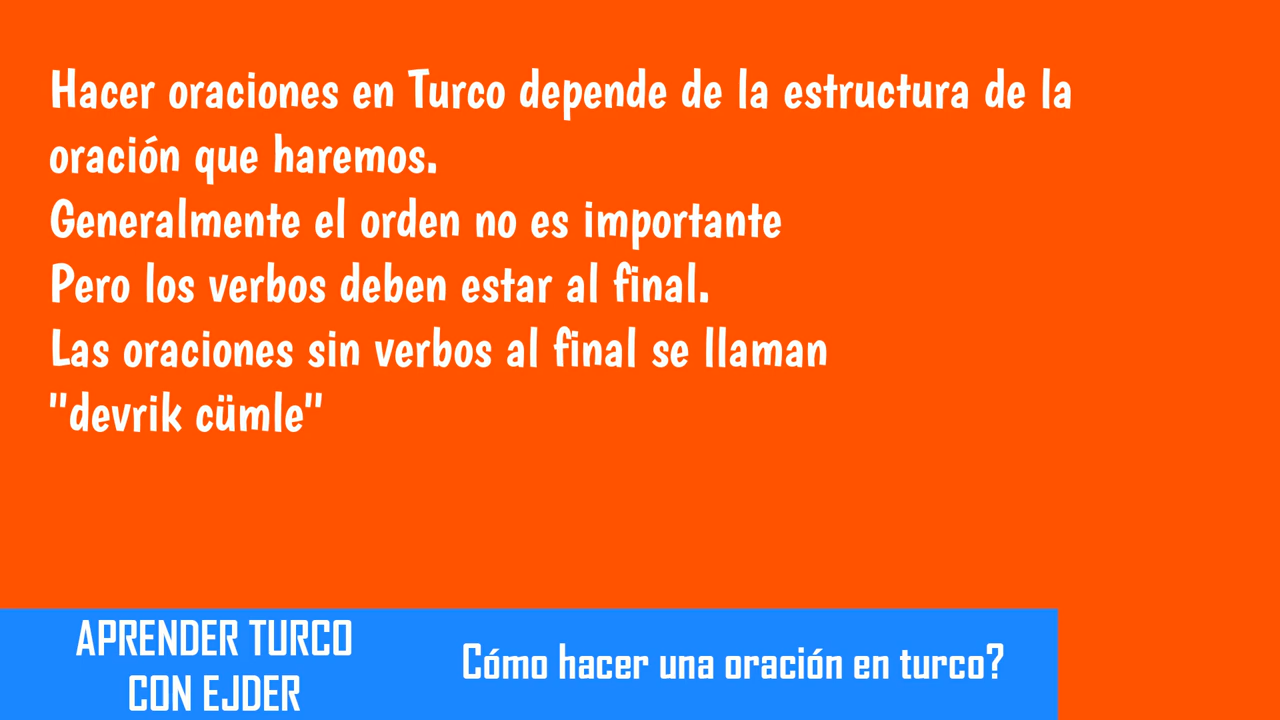 Hacer oraciones en Turco depende de la estructura de la
oración que haremos.
Generalmente el orden no es importante
Pero los verbos deben estar al final.
Las oraciones sin verbos al final se llaman
"devrik cümle"
APRENDER TURCO
CON EJDER
Cómo hacer una oración en turco?